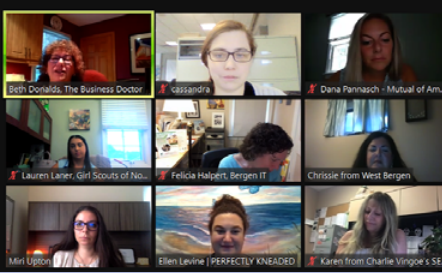 Beth Donalds, The Business Doctor
cassandra
Dana Pannasch - Mutual of Am...
Lauren Laner, Girl Scouts of No...
Felicia Halpert, Bergen IT
Chrissie from West Bergen
Miri Upton
Ellen Levine | PERFECTLY KNEADED
Karen from Charlie Vingoe's SE